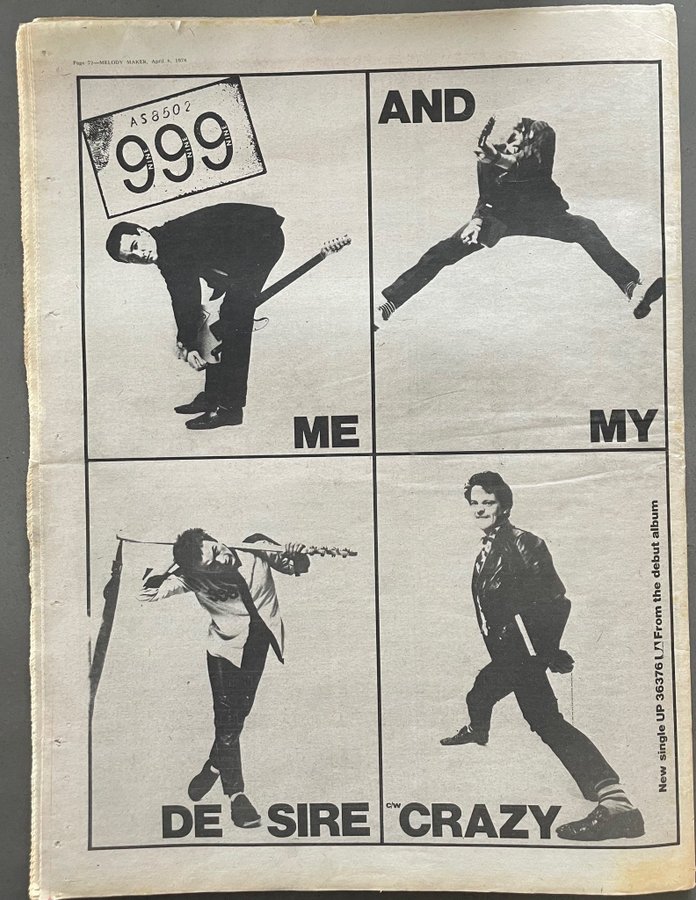 Page 72—MELODY MAKER, April 8, 1978
AS8502
999
NINE NINE NINE
ME
AND
MY
DE SIRE
c/w CRAZY
New single UP 36376 UA From the debut album